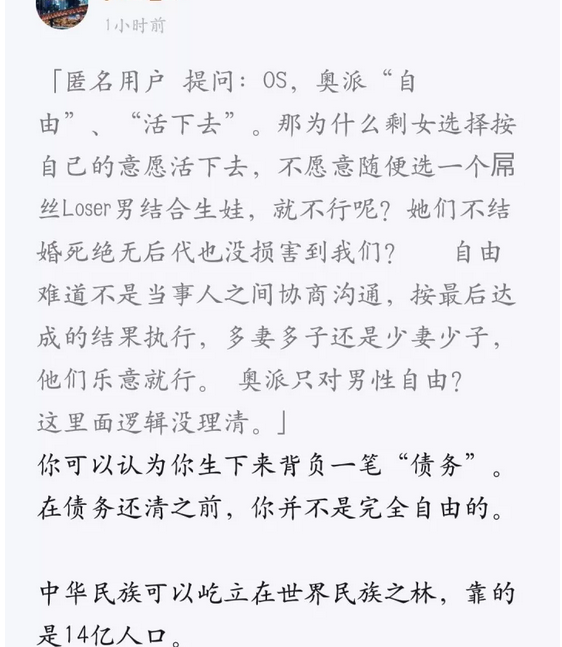 1小时前
「匿名用户 提问：OS，奥派“自
由”、“活下去”。那为什么剩女选择按
自己的意愿活下去，不愿意随便选一个屌
丝Loser男结合生娃，就不行呢？她们不结
婚死绝无后代也没损害到我们？ 自由
难道不是当事人之间协商沟通，按最后达
成的结果执行，多妻多子还是少妻少子，
他们乐意就行。 奥派只对男性自由？
这里面逻辑没理清。」
你可以认为你生下来背负一笔“债务”。
在债务还清之前，你并不是完全自由的。
中华民族可以屹立在世界民族之林，靠的
是14亿人口。